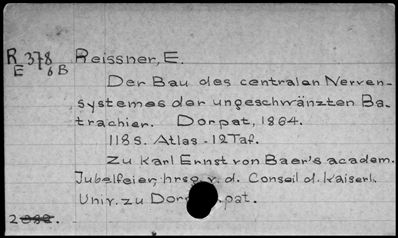 R 378 Reissner, E.
E 6 B
Der Bau des centralen Nerven-
systemes der ungeschwänzten Ba-
trachier. Dorpat, 1864.
118 S. Atlas - 12 Taf.
Zu Karl Ernst von Baer's academ.
Jubelfeier, hrsg. v. d. Conseil d. Kaiserl.
Univ. zu Dorpat.
2